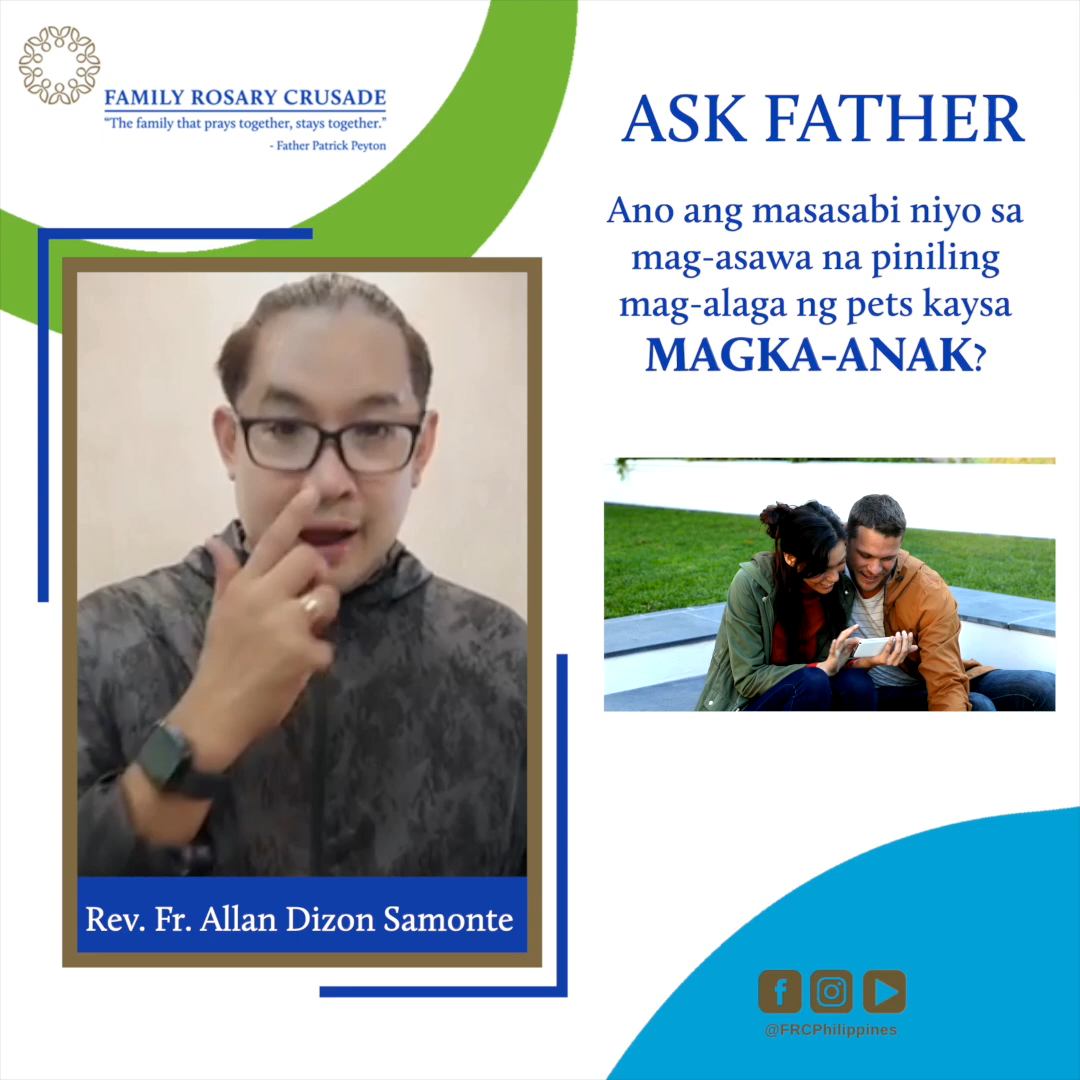 FAMILY ROSARY CRUSADE
“The family that prays together, stays together.”
- Father Patrick Peyton
ASK FATHER
Ano ang masasabi niyo sa
mag-asawa na piniling
mag-alaga ng pets kaysa
MAGKA-ANAK?
Rev. Fr. Allan Dizon Samonte
@FRCPhilippines